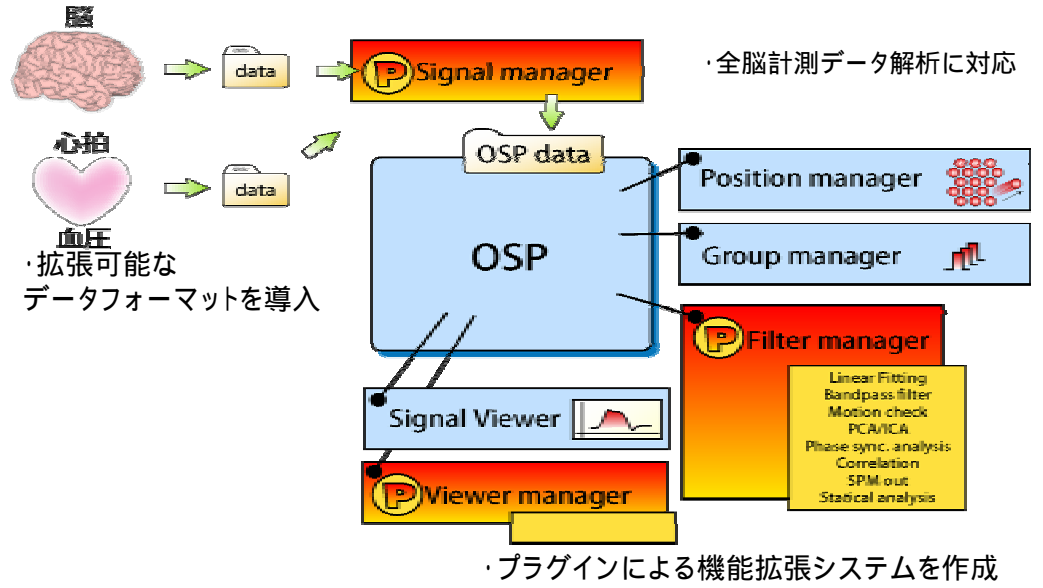 脳
data
P Signal manager
・全脳計測データ解析に対応
心拍
data
血圧
・拡張可能な
データフォーマットを導入
OSP data
OSP
Position manager
Group manager
P Filter manager
Linear Fitting
Bandpass filter
Motion check
PCA/ICA
Phase sync. analysis
Correlation
SPM out
Statical analysis
Signal Viewer
P Viewer manager
・プラグインによる機能拡張システムを作成